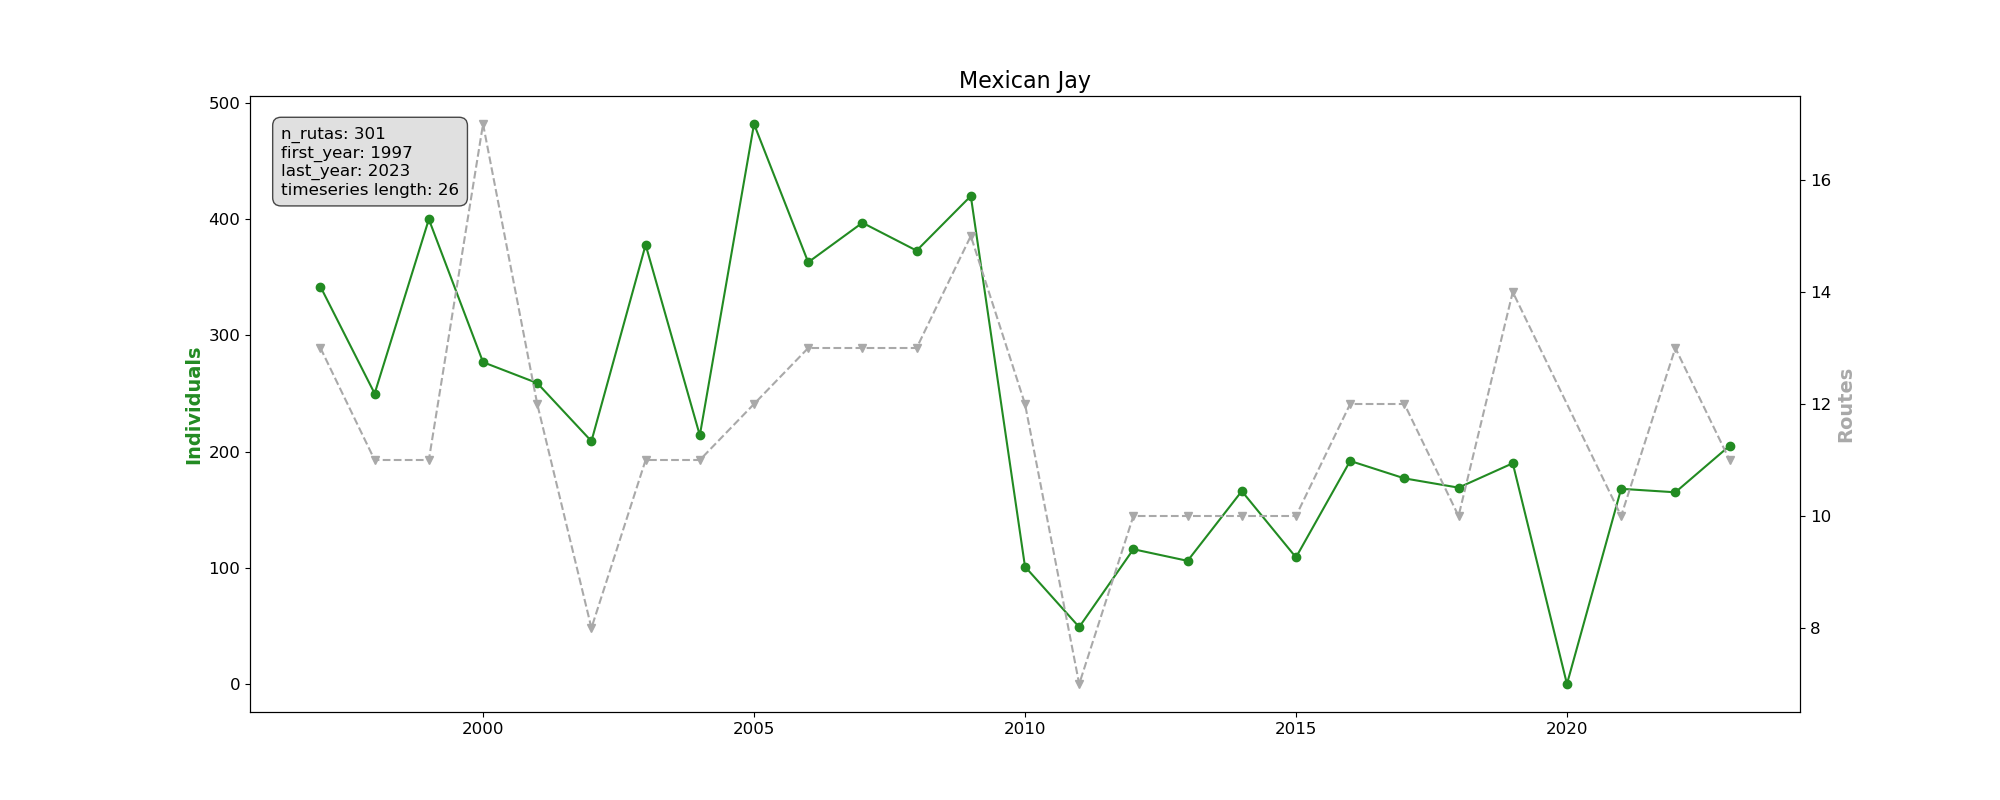 Mexican Jay
n_rutas: 301
first_year: 1997
last_year: 2023
timeseries length: 26
500
400
300
200
100
0
Individuals
16
14
12
10
8
Routes
2000
2005
2010
2015
2020